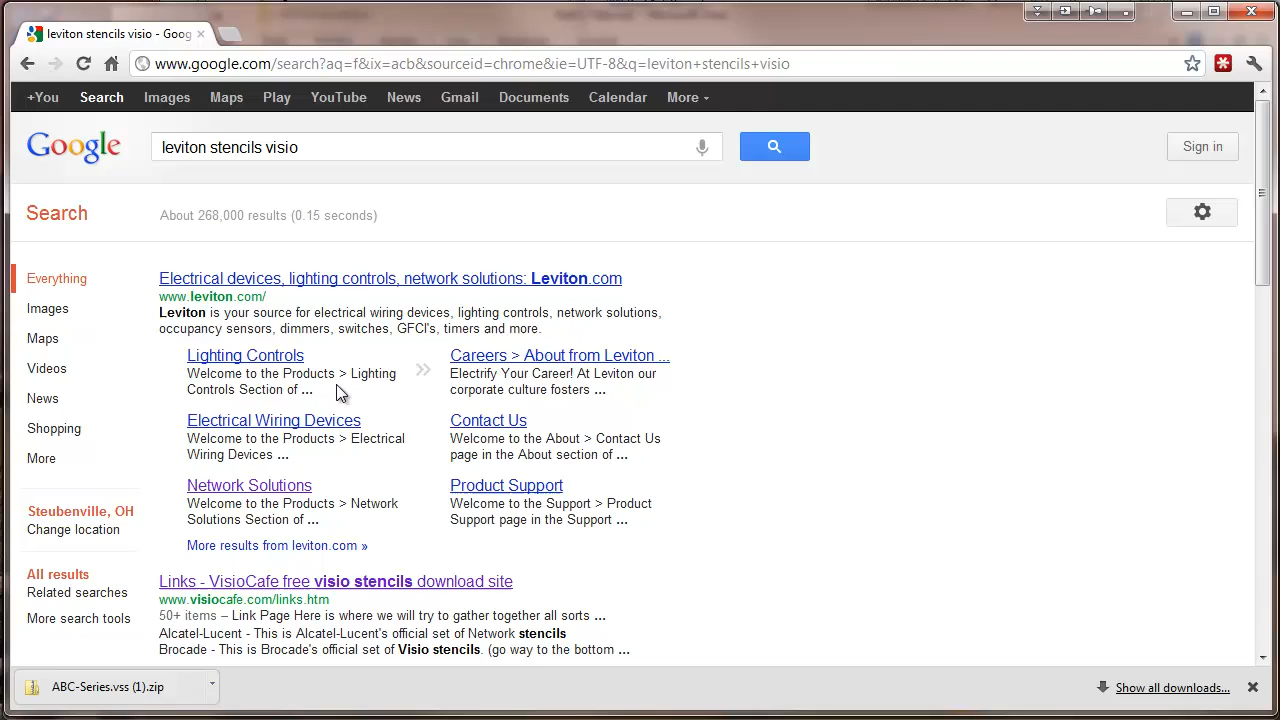 leviton stencils visio - Goog
www.google.com/search?aq=f&ix=acb&sourceid=chrome&ie=UTF-8&q=leviton+stencils+visio
+You Search Images Maps Play YouTube News Gmail Documents Calendar More
Google
leviton stencils visio
Sign in
Search
About 268,000 results (0.15 seconds)
Everything
Images
Maps
Videos
News
Shopping
More
Steubenville, OH
Change location
All results
Related searches
More search tools
Electrical devices, lighting controls, network solutions: Leviton.com
www.leviton.com/
Leviton is your source for electrical wiring devices, lighting controls, network solutions,
occupancy sensors, dimmers, switches, GFCI's, timers and more.
Lighting Controls
Welcome to the Products > Lighting
Controls Section of ...
Careers > About from Leviton ...
Electrify Your Career! At Leviton our
corporate culture fosters ...
Electrical Wiring Devices
Welcome to the Products > Electrical
Wiring Devices ...
Contact Us
Welcome to the About > Contact Us
page in the About section of ...
Network Solutions
Welcome to the Products > Network
Solutions Section of ...
Product Support
Welcome to the Support > Product
Support page in the Support ...
More results from leviton.com »
Links - VisioCafe free visio stencils download site
www.visiocafe.com/links.htm
50+ items – Link Page Here is where we will try to gather together all sorts ...
Alcatel-Lucent - This is Alcatel-Lucent's official set of Network stencils
Brocade - This is Brocade's official set of Visio stencils. (go way to the bottom ...
ABC-Series.vss (1).zip
Show all downloads...